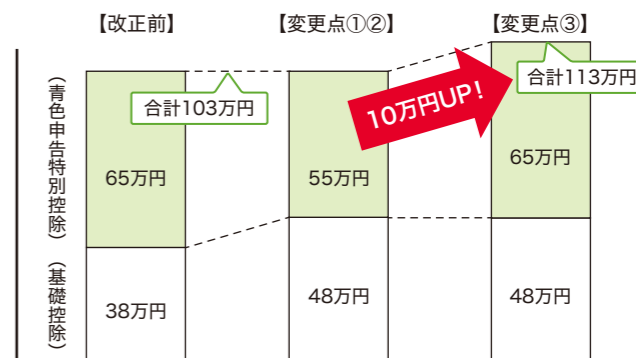 【改正前】
【変更点①②】
【変更点③】
合計103万円
10万円UP!
合計113万円
（青色申告特別控除）
65万円
55万円
65万円
（基礎控除）
38万円
48万円
48万円